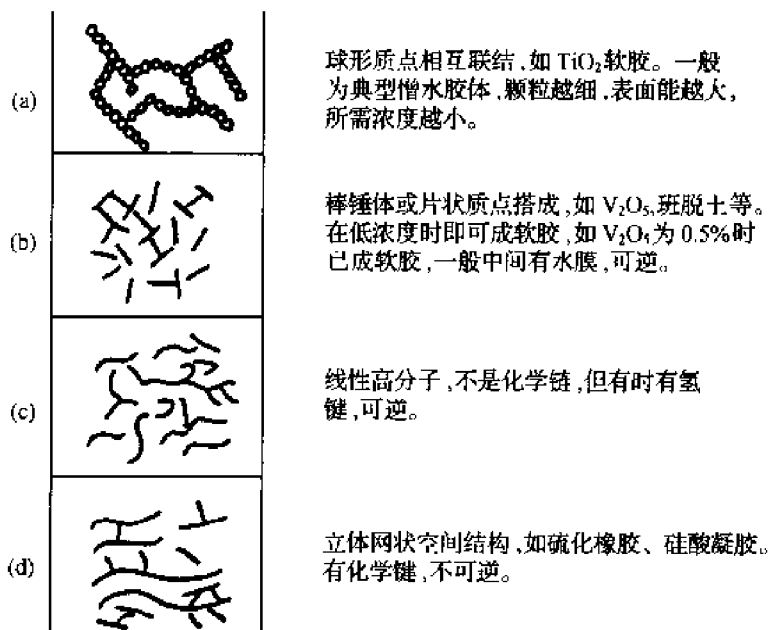 (a)
球形质点相互联结,如 TiO₂软胶。一般
为典型憎水胶体,颗粒越细,表面能越大,
所需浓度越小。
(b)
棒锤体或片状质点搭成,如 V₂O₅,班脱土等。
在低浓度时即可成软胶,如 V₂O₅为 0.5%时
已成软胶,一般中间有水膜,可逆。
(c)
线性高分子,不是化学链,但有时有氢
键,可逆。
(d)
立体网状空间结构,如硫化橡胶、硅酸凝胶。
有化学键,不可逆。